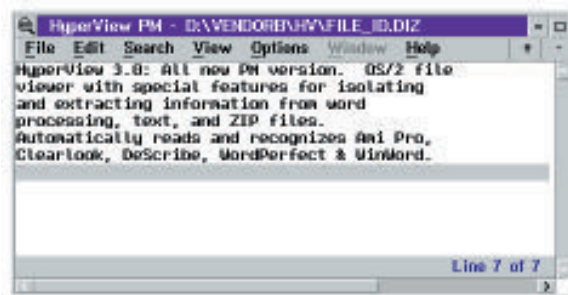 HyperView PM - D:\VENDORB\HV\FILE_ID.DIZ
File Edit Search View Options Window Help
HyperView 3.0: All new PM version. OS/2 file
viewer with special features for isolating
and extracting information from word
processing, text, and ZIP files.
Automatically reads and recognizes Ami Pro,
Clearlook, DeScribe, WordPerfect & WinWord.
Line 7 of 7